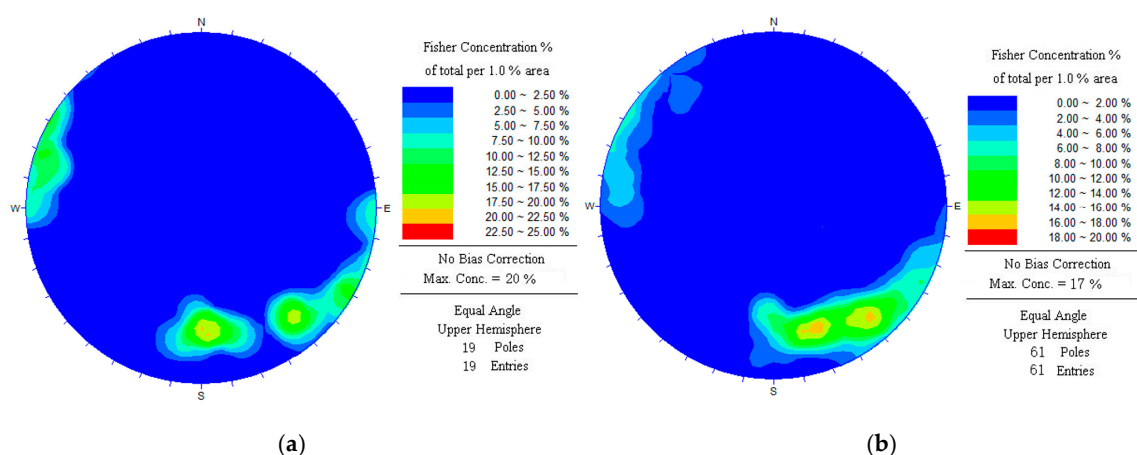 N
W
E
S
Fisher Concentration %
of total per 1.0 % area
0.00 ~ 2.50 %
2.50 ~ 5.00 %
5.00 ~ 7.50 %
7.50 ~ 10.00 %
10.00 ~ 12.50 %
12.50 ~ 15.00 %
15.00 ~ 17.50 %
17.50 ~ 20.00 %
20.00 ~ 22.50 %
22.50 ~ 25.00 %
No Bias Correction
Max. Conc. = 20 %
Equal Angle
Upper Hemisphere
19 Poles
19 Entries
(a)
N
W
E
S
Fisher Concentration %
of total per 1.0 % area
0.00 ~ 2.00 %
2.00 ~ 4.00 %
4.00 ~ 6.00 %
6.00 ~ 8.00 %
8.00 ~ 10.00 %
10.00 ~ 12.00 %
12.00 ~ 14.00 %
14.00 ~ 16.00 %
16.00 ~ 18.00 %
18.00 ~ 20.00 %
No Bias Correction
Max. Conc. = 17 %
Equal Angle
Upper Hemisphere
61 Poles
61 Entries
(b)